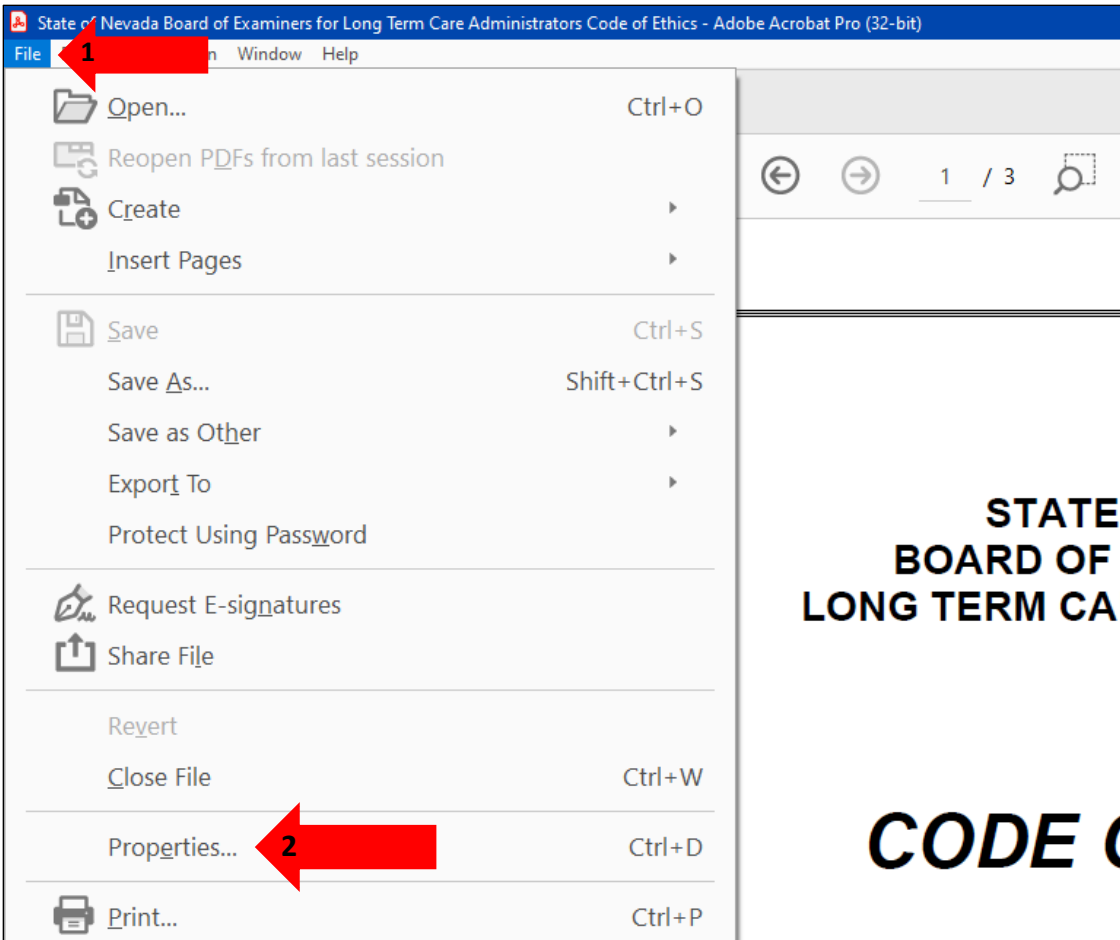 State of Nevada Board of Examiners for Long Term Care Administrators Code of Ethics - Adobe Acrobat Pro (32-bit)
File 1 Window Help
Open... Ctrl+O
Reopen PDFs from last session
Create
Insert Pages
Save Ctrl+S
Save As... Shift+Ctrl+S
Save as Other
Export To
Protect Using Password
Request E-signatures
Share File
Revert
Close File Ctrl+W
Properties... 2 Ctrl+D
Print... Ctrl+P
1 / 3
STATE
BOARD OF
LONG TERM CA
CODE